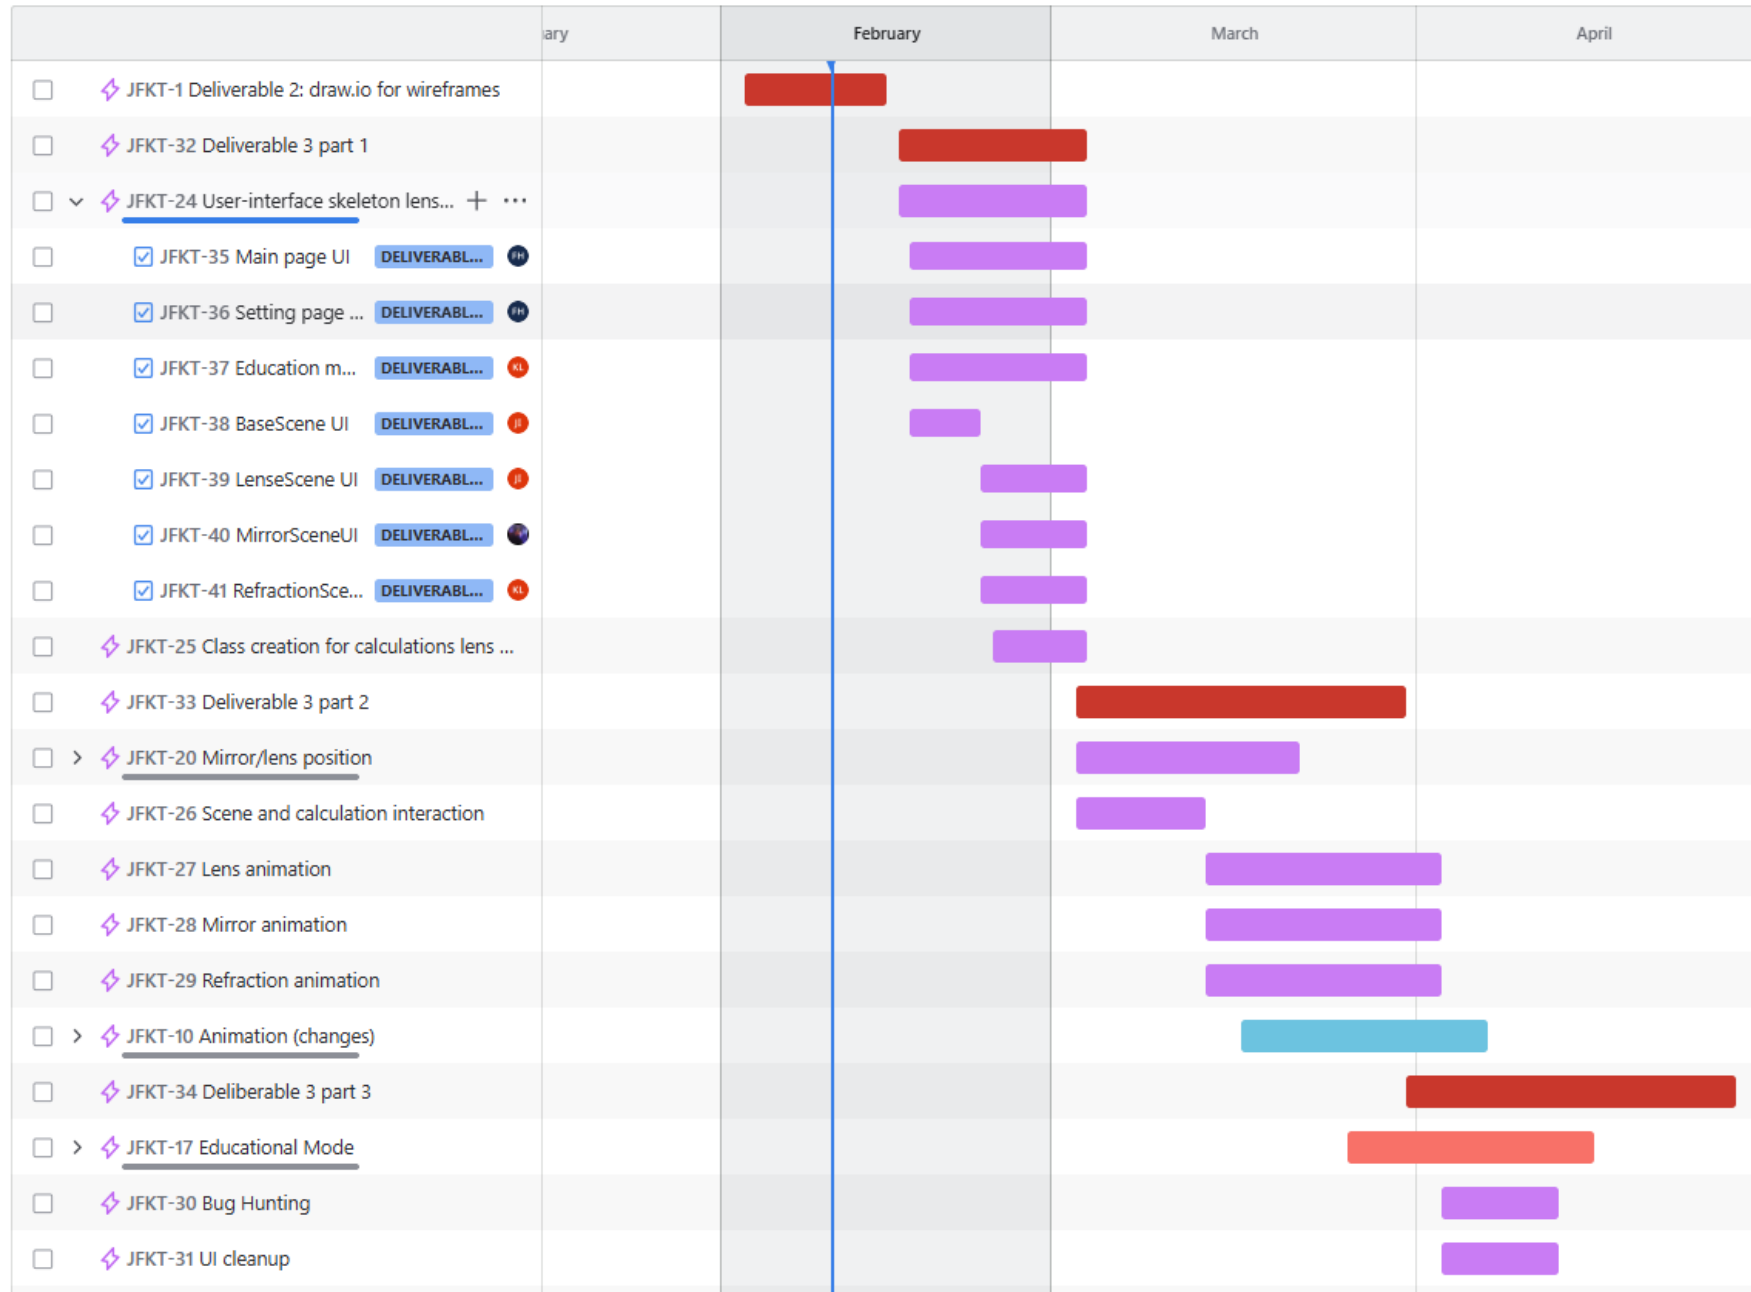 ary February March April
JFKT-1 Deliverable 2: draw.io for wireframes
JFKT-32 Deliverable 3 part 1
JFKT-24 User-interface skeleton lens...
JFKT-35 Main page UI DELIVERABL... FH
JFKT-36 Setting page ... DELIVERABL... FH
JFKT-37 Education m... DELIVERABL... KL
JFKT-38 BaseScene UI DELIVERABL...
JFKT-39 LenseScene UI DELIVERABL...
JFKT-40 MirrorSceneUI DELIVERABL...
JFKT-41 RefractionSce... DELIVERABL... KL
JFKT-25 Class creation for calculations lens ...
JFKT-33 Deliverable 3 part 2
JFKT-20 Mirror/lens position
JFKT-26 Scene and calculation interaction
JFKT-27 Lens animation
JFKT-28 Mirror animation
JFKT-29 Refraction animation
JFKT-10 Animation (changes)
JFKT-34 Deliberable 3 part 3
JFKT-17 Educational Mode
JFKT-30 Bug Hunting
JFKT-31 UI cleanup